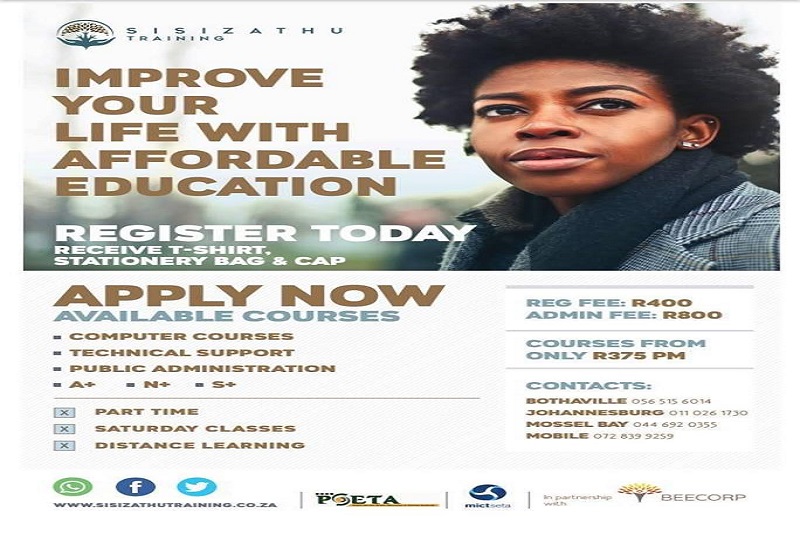 SISIZATHU
TRAINING
IMPROVE
YOUR
LIFE WITH
AFFORDABLE
EDUCATION
REGISTER TODAY
RECEIVE T-SHIRT,
STATIONERY BAG & CAP
APPLY NOW
AVAILABLE COURSES
COMPUTER COURSES
TECHNICAL SUPPORT
PUBLIC ADMINISTRATION
A+ N+ S+
PART TIME
SATURDAY CLASSES
DISTANCE LEARNING
REG FEE: R400
ADMIN FEE: R800
COURSES FROM
ONLY R375 PM
CONTACTS:
BOTHAVILLE 056 515 6014
JOHANNESBURG 011 026 1730
MOSSEL BAY 044 692 0355
MOBILE 072 839 9259
WWW.SISIZATHUTRAINING.CO.ZA
POETA
mictseta
In partnership
with
BEECORP